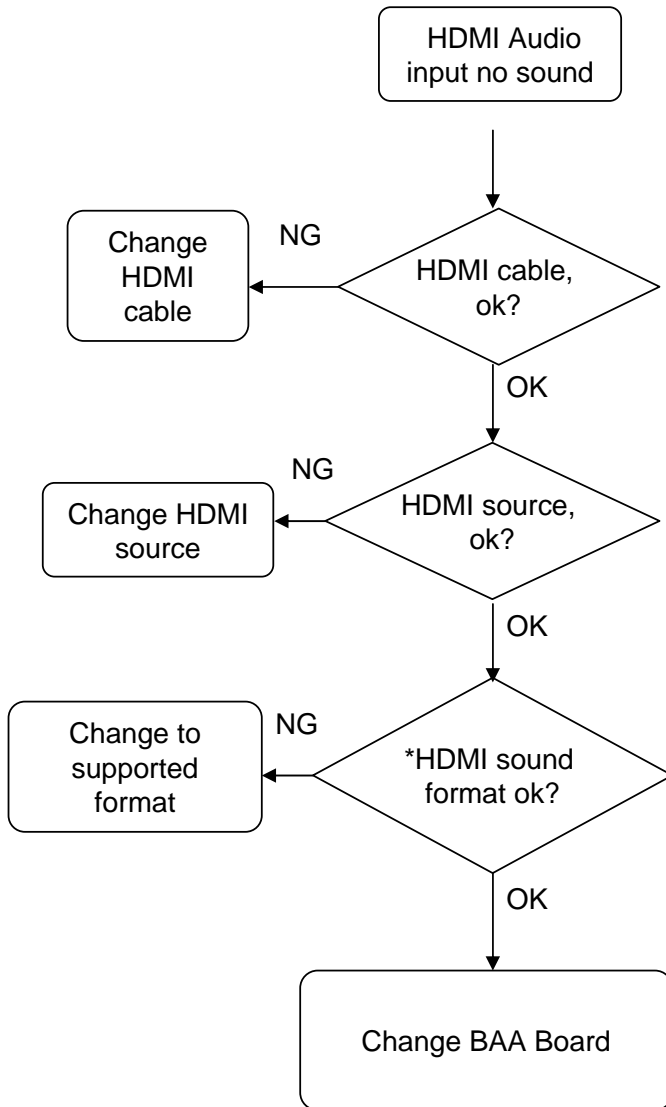 HDMI Audio
input no sound
NG
Change
HDMI
cable
HDMI cable,
ok?
OK
NG
Change HDMI
source
HDMI source,
ok?
OK
NG
Change to
supported
format
*HDMI sound
format ok?
OK
Change BAA Board